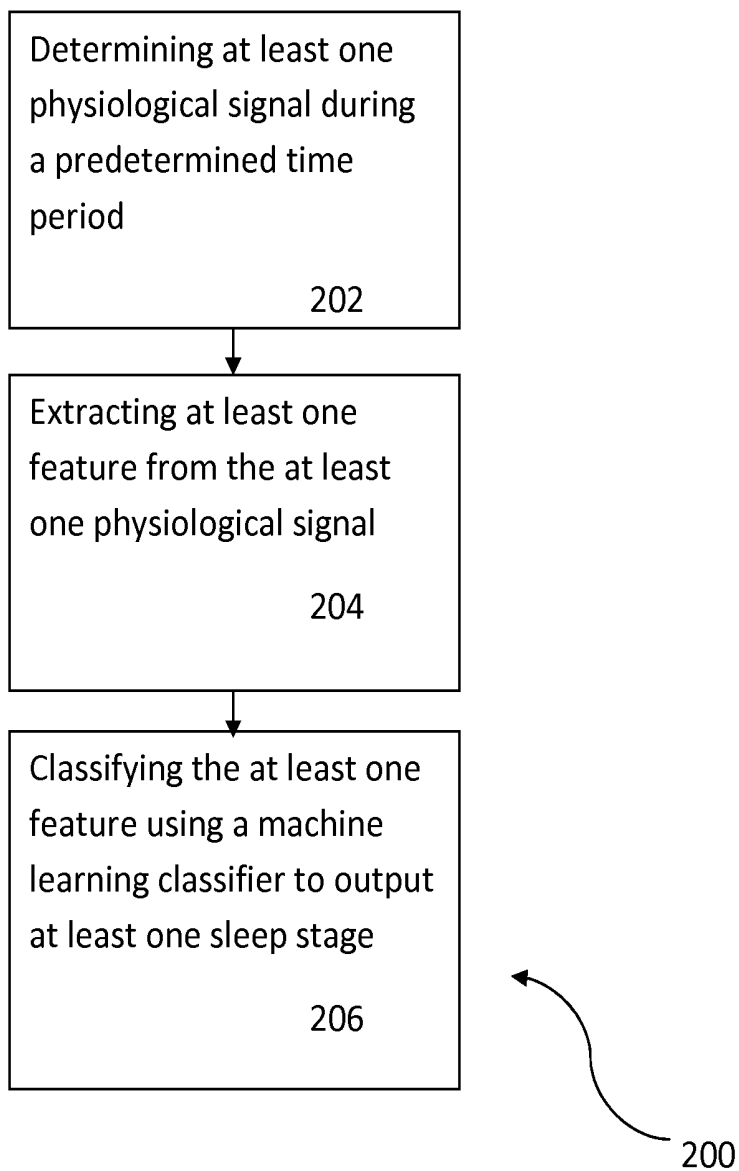 Determining at least one
physiological signal during
a predetermined time
period
202
Extracting at least one
feature from the at least
one physiological signal
204
Classifying the at least one
feature using a machine
learning classifier to output
at least one sleep stage
206
200